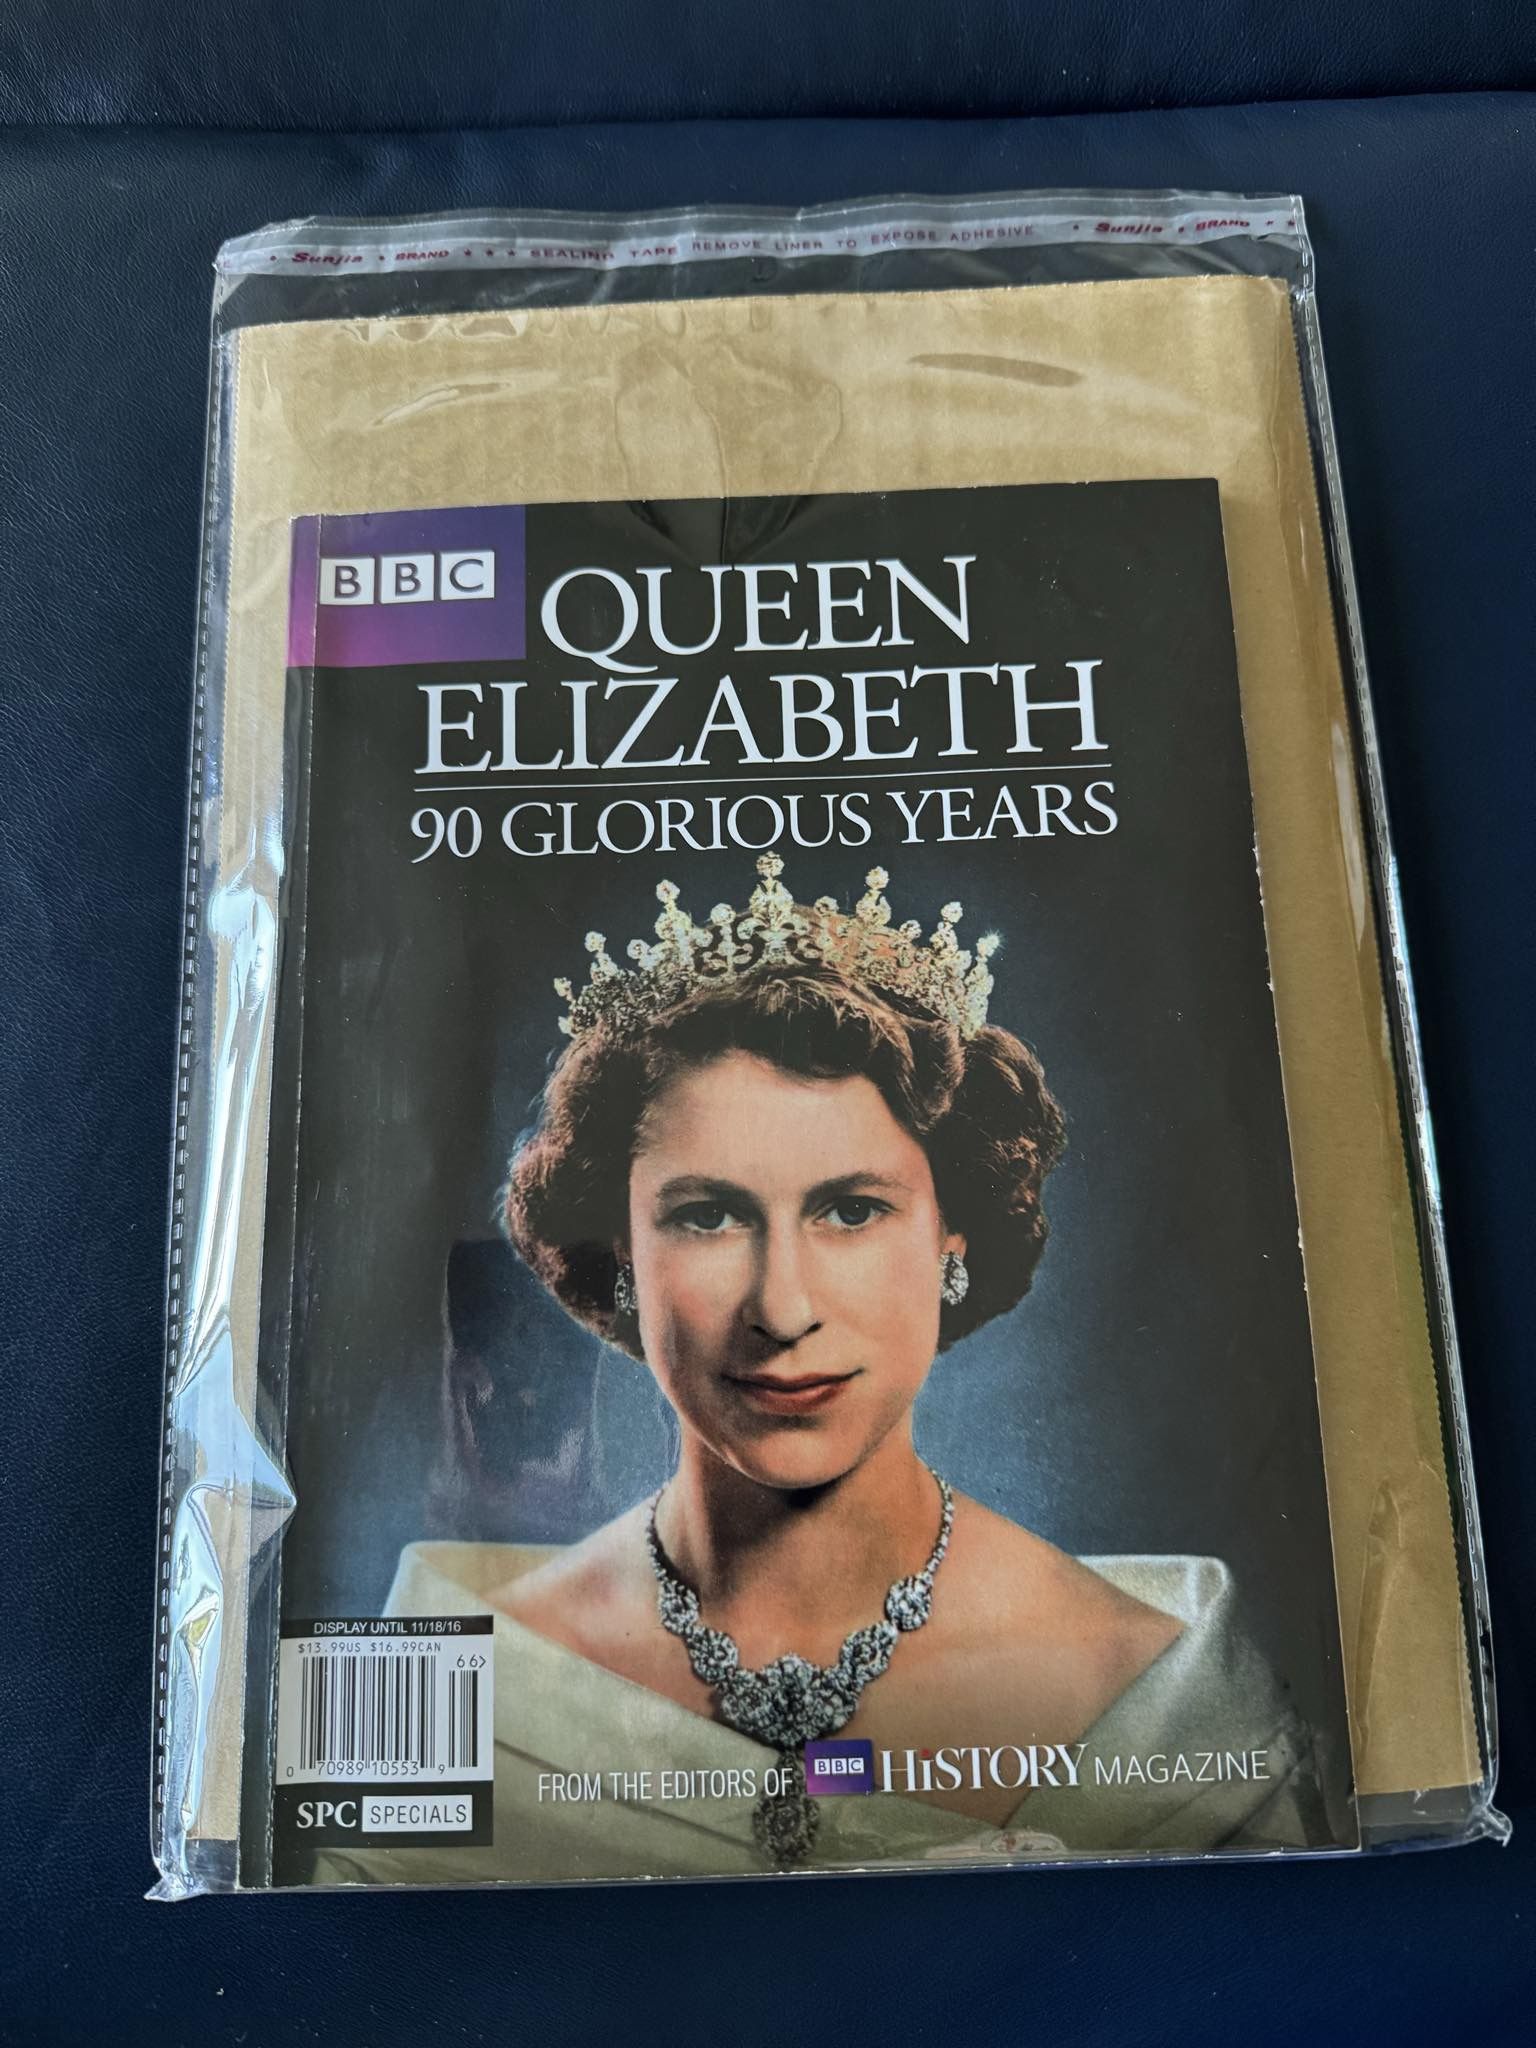 Sunjia • BRAND ★ ★ ★ SEALING TAPE REMOVE LINER TO EXPOSE ADHESIVE • Sunjia • BRAND ★ ★
BBC
QUEEN
ELIZABETH
90 GLORIOUS YEARS
DISPLAY UNTIL 11/18/16
$13.99US $16.99CAN
66>
0 70989 10553 9
SPC SPECIALS
FROM THE EDITORS OF BBC HiSTORY MAGAZINE